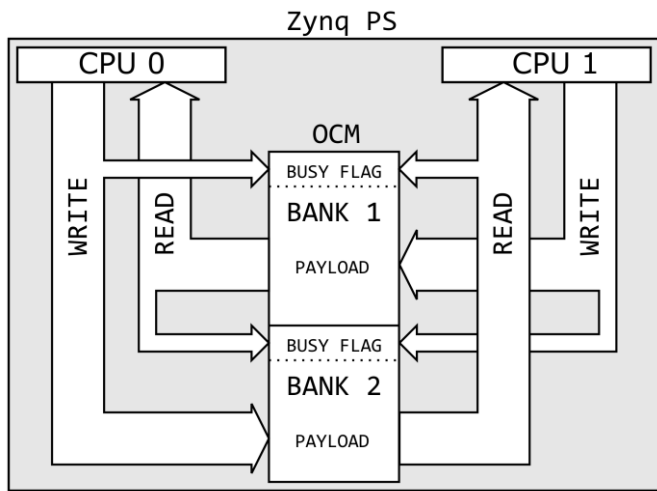 Zynq PS
CPU 0
CPU 1
OCM
BUSY FLAG
BANK 1
PAYLOAD
WRITE
READ
READ
WRITE
BUSY FLAG
BANK 2
PAYLOAD